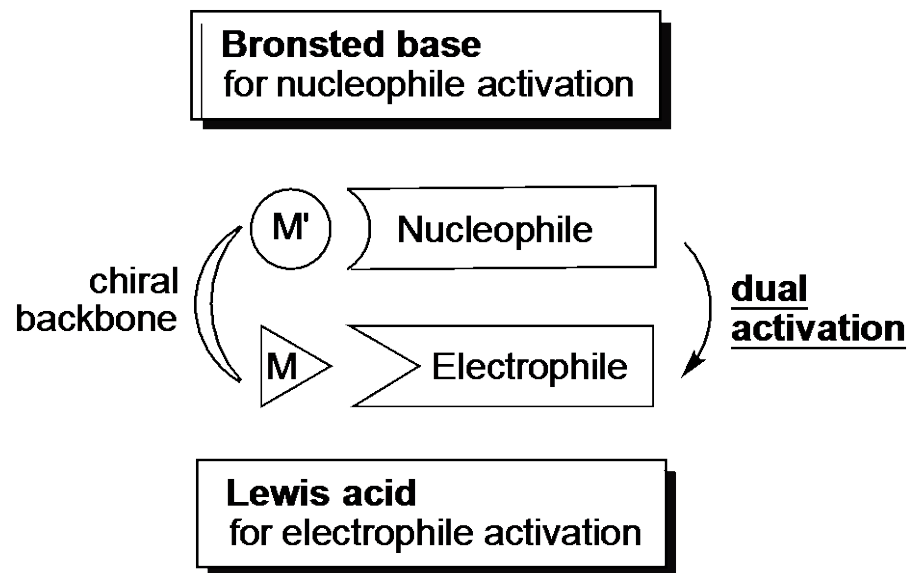 Bronsted base
for nucleophile activation
M'
Nucleophile
chiral
backbone
dual
activation
M
Electrophile
Lewis acid
for electrophile activation